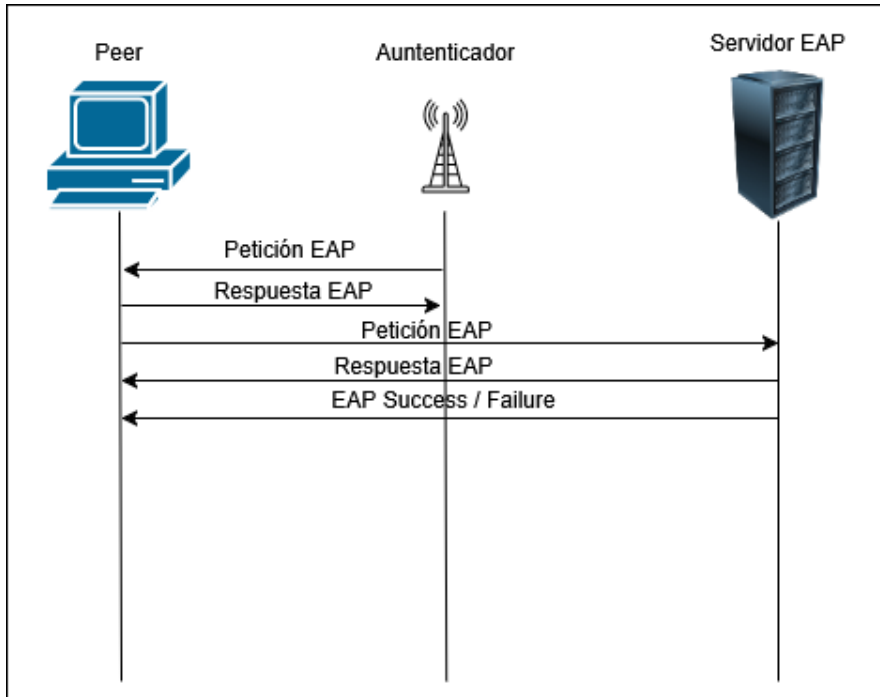 Peer
Auntenticador
Servidor EAP
Petición EAP
Respuesta EAP
Petición EAP
Respuesta EAP
EAP Success / Failure